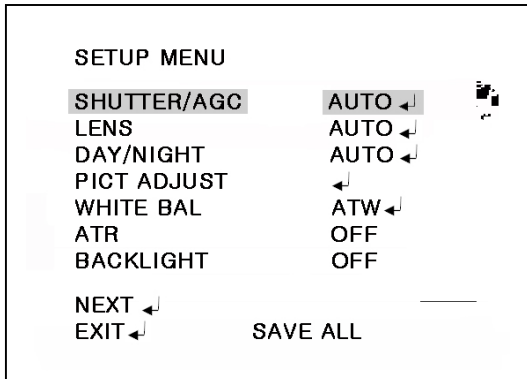 SETUP MENU
SHUTTER/AGC AUTO ↲
LENS AUTO ↲
DAY/NIGHT AUTO ↲
PICT ADJUST ↲
WHITE BAL ATW ↲
ATR OFF
BACKLIGHT OFF
NEXT ↲
EXIT ↲ SAVE ALL